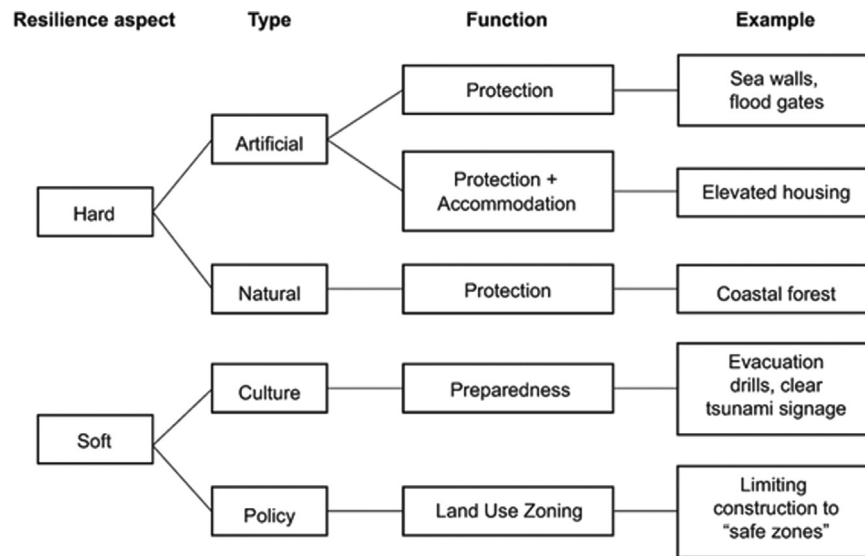 Resilience aspect Type Function Example
Sea walls,
flood gates
Protection
Artificial
Protection +
Accommodation
Elevated housing
Hard
Natural Protection Coastal forest
Evacuation
drills, clear
tsunami signage
Culture Preparedness
Soft
Limiting
construction to
“safe zones”
Policy Land Use Zoning